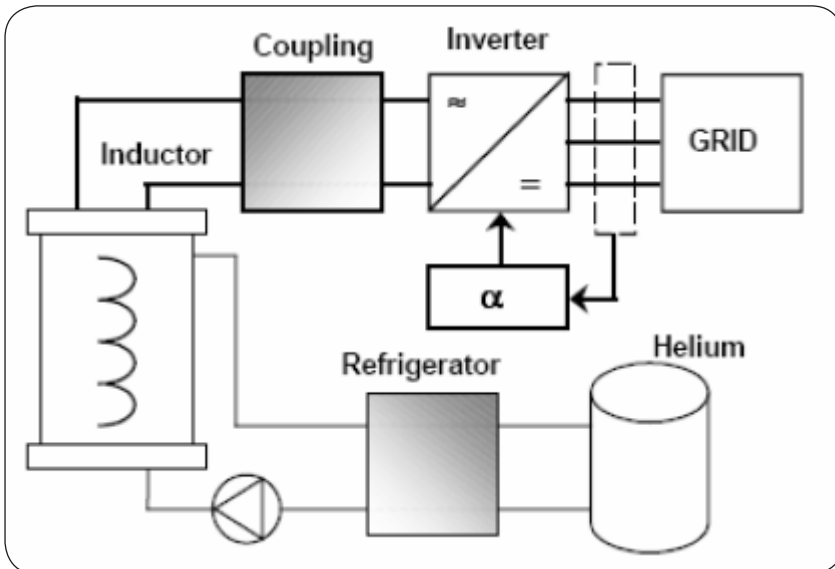 Coupling
Inverter
≈
=
GRID
Inductor
α
Refrigerator
Helium